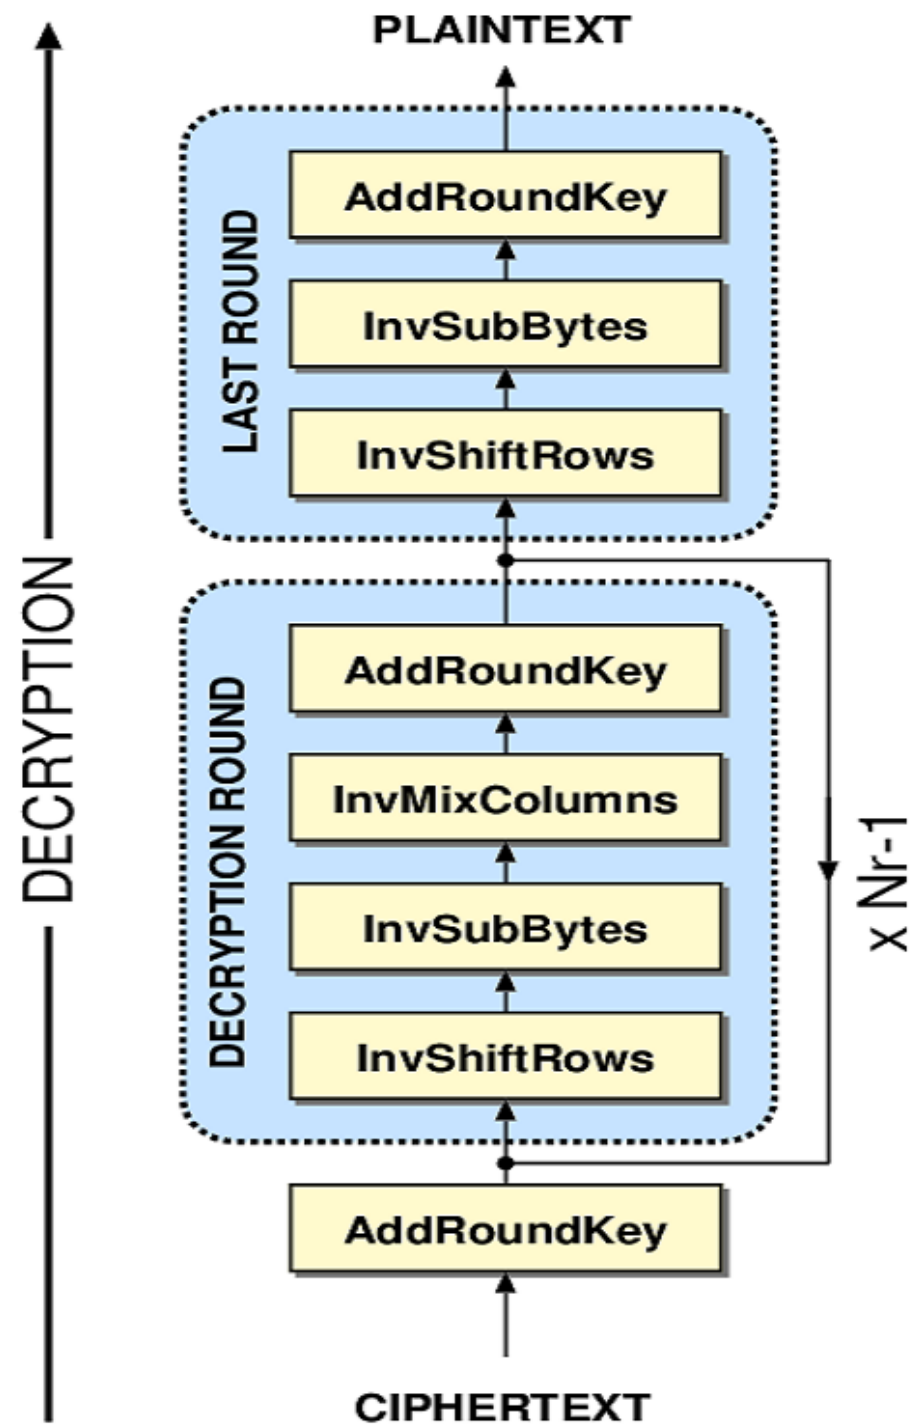 PLAINTEXT
AddRoundKey
InvSubBytes
InvShiftRows
LAST ROUND
AddRoundKey
InvMixColumns
InvSubBytes
InvShiftRows
DECRYPTION ROUND
x Nr-1
AddRoundKey
CIPHERTEXT
DECRYPTION